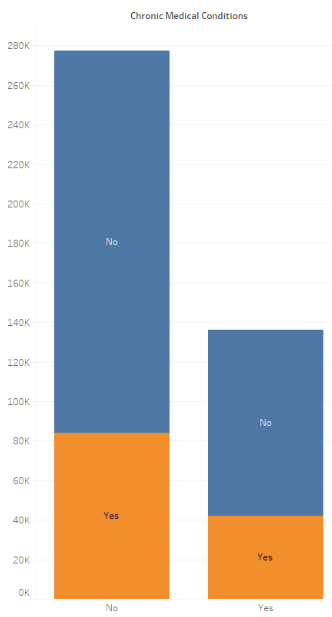 Chronic Medical Conditions
280K
260K
240K
220K
200K
180K
160K
140K
120K
100K
80K
60K
40K
20K
0K
No
Yes
No
Yes
No
Yes